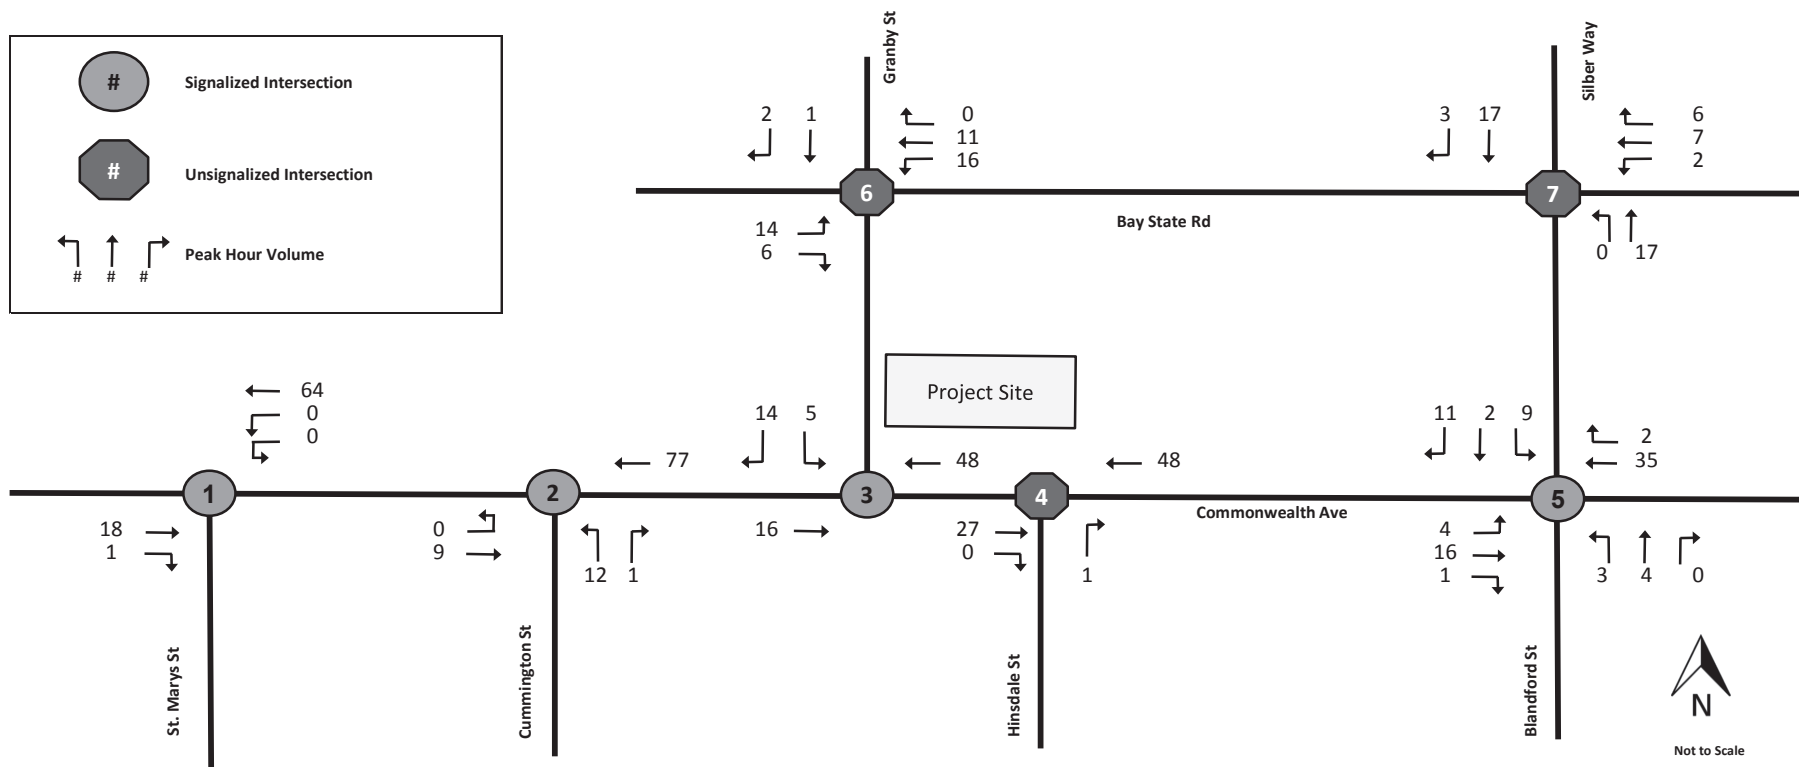 #
Signalized Intersection
#
Unsignalized Intersection
# # #
Peak Hour Volume
Granby St
Silber Way
2 1
0
11
16
3 17
6
7
2
6
7
14
6
Bay State Rd
0 17
Project Site
64
0
0
77
14 5
48
48
11 2 9
2
35
1
2
3
4
5
Commonwealth Ave
18
1
0
9
12 1
16
27
0
1
4
16
1
3 4 0
St. Marys St
Cummington St
Hinsdale St
Blandford St
N
Not to Scale